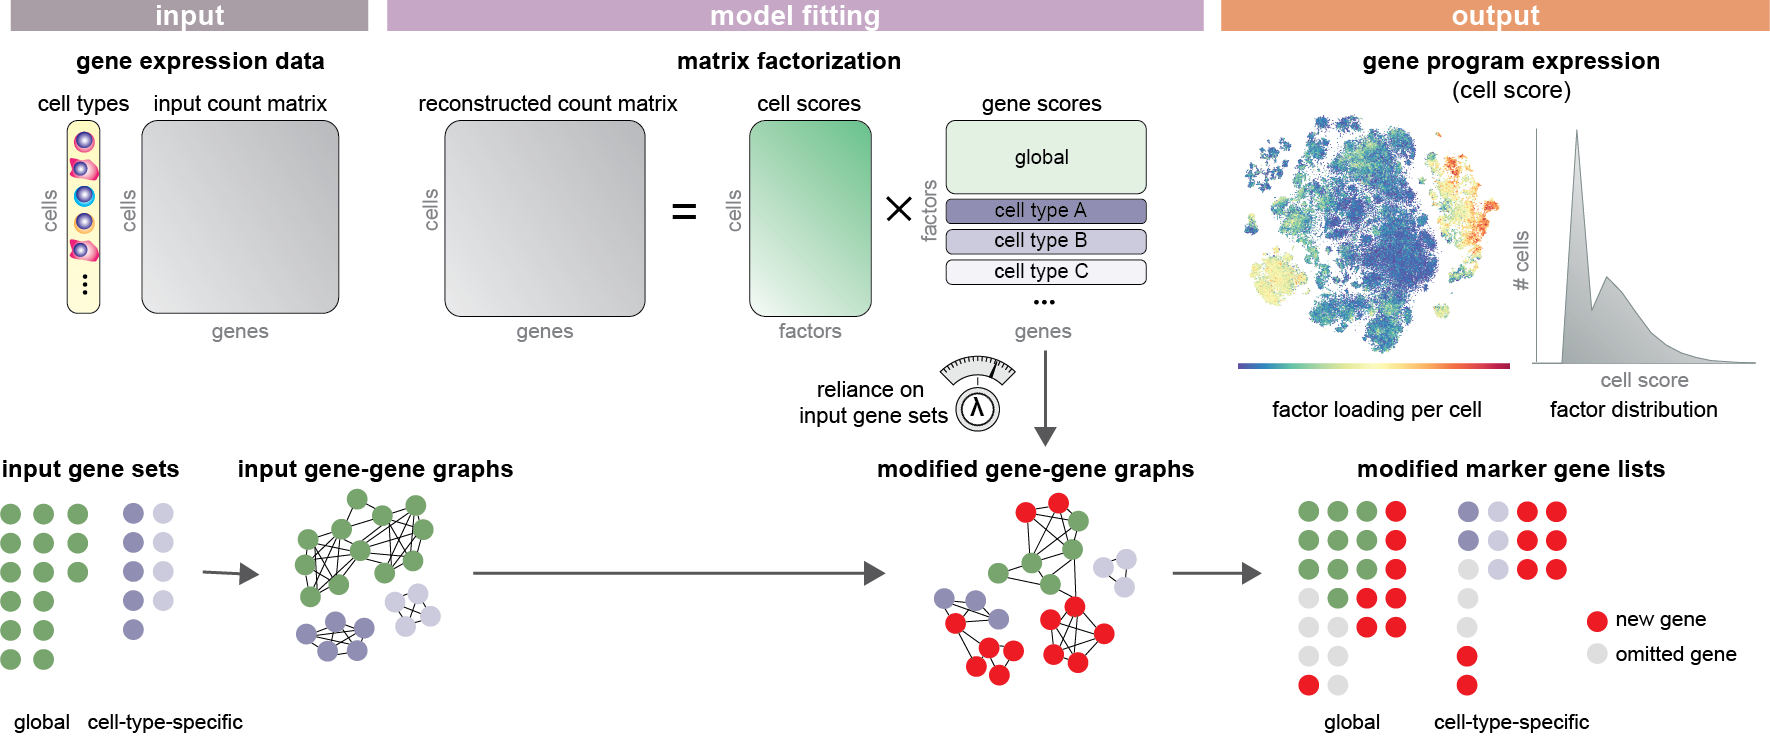 input
model fitting
output
gene expression data
matrix factorization
gene program expression
(cell score)
cell types
input count matrix
reconstructed count matrix
cell scores
gene scores
cells
cells
cells
=
cells
×
factors
global
cell type A
cell type B
cell type C
...
genes
genes
factors
genes
# cells
cell score
factor loading per cell
factor distribution
reliance on
input gene sets
λ
input gene sets
input gene-gene graphs
modified gene-gene graphs
modified marker gene lists
new gene
omitted gene
global
cell-type-specific
global
cell-type-specific